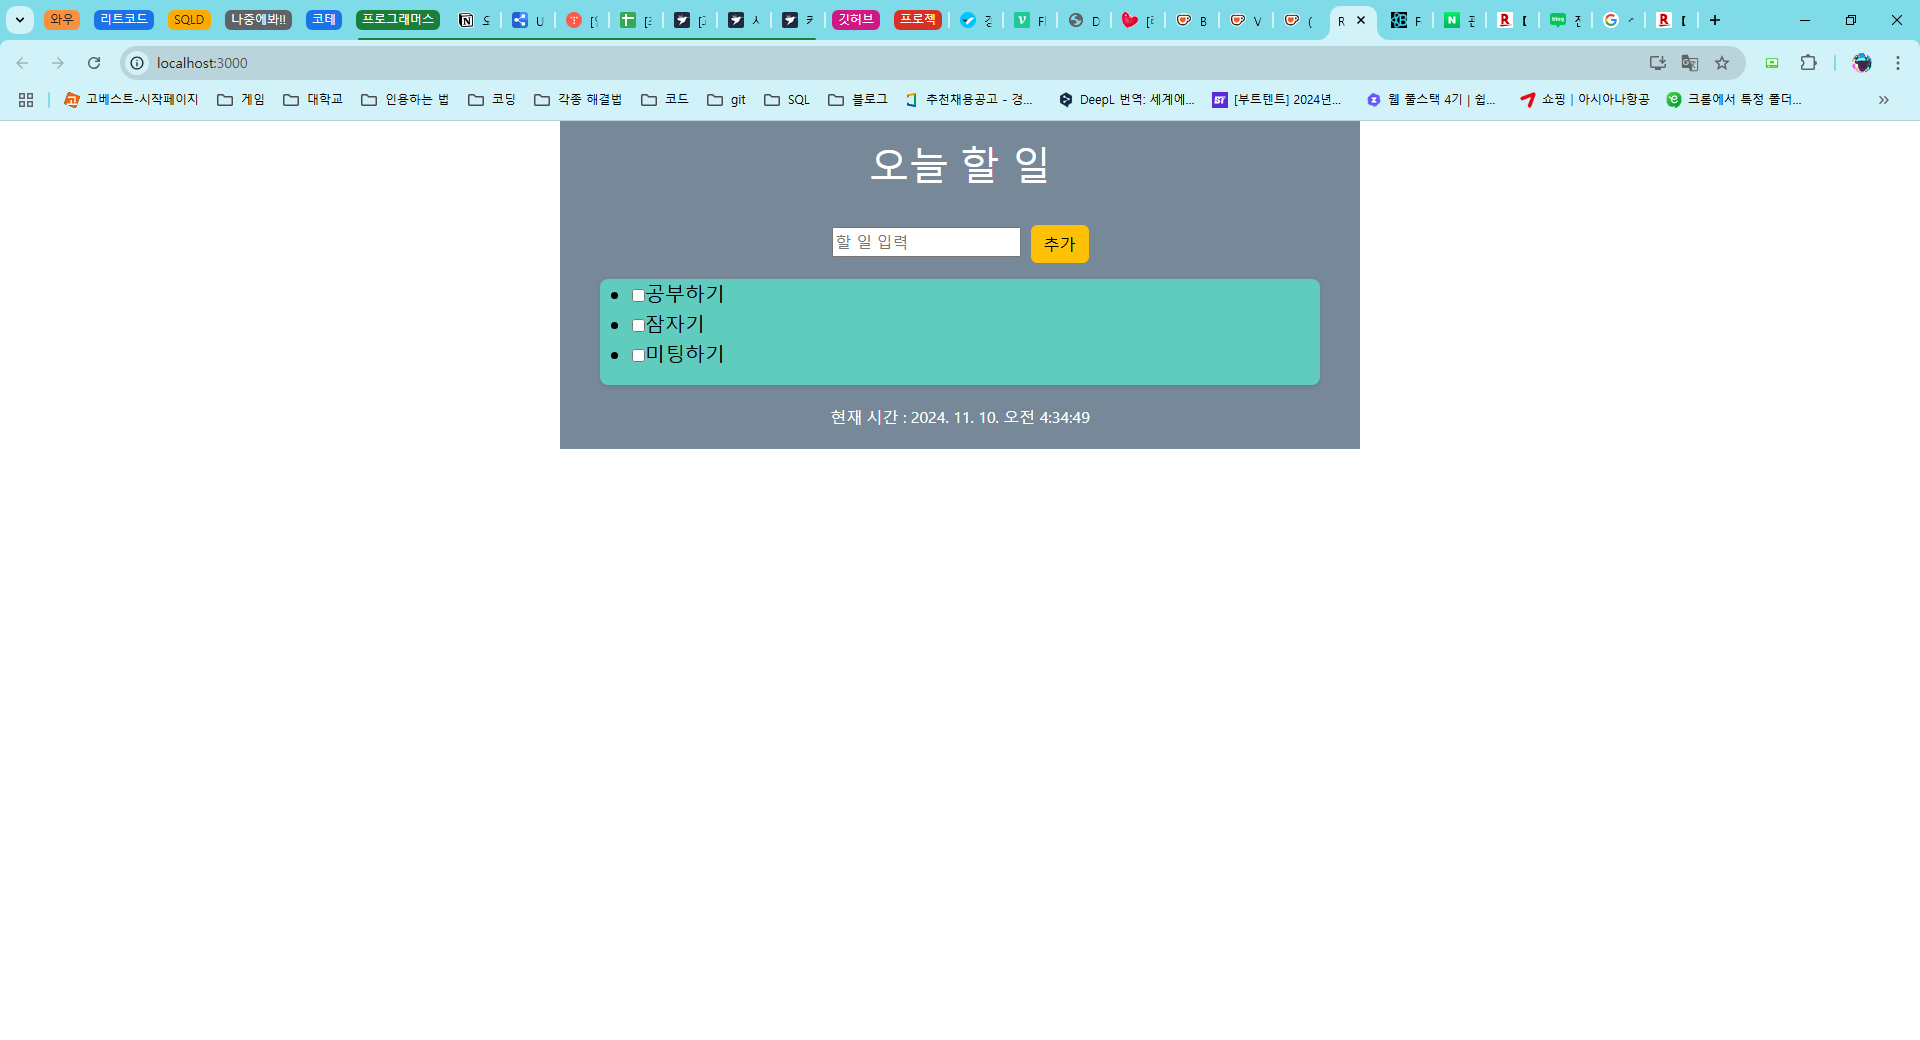 와우 리트코드 SQLD 나중에봐!! 코테 프로그래머스 깃허브 프로젝
localhost:3000
고베스트-시작페이지 게임 대학교 인용하는 법 코딩 각종 해결법 코드 git SQL 블로그 추천채용공고 - 경... DeepL 번역: 세계에... [부트텐트] 2024년... 웹 풀스택 4기 | 쉽... 쇼핑 | 아시아나항공 크롬에서 특정 폴더...
오늘 할 일
할 일 입력 추가
공부하기
잠자기
미팅하기
현재 시간 : 2024. 11. 10. 오전 4:34:49